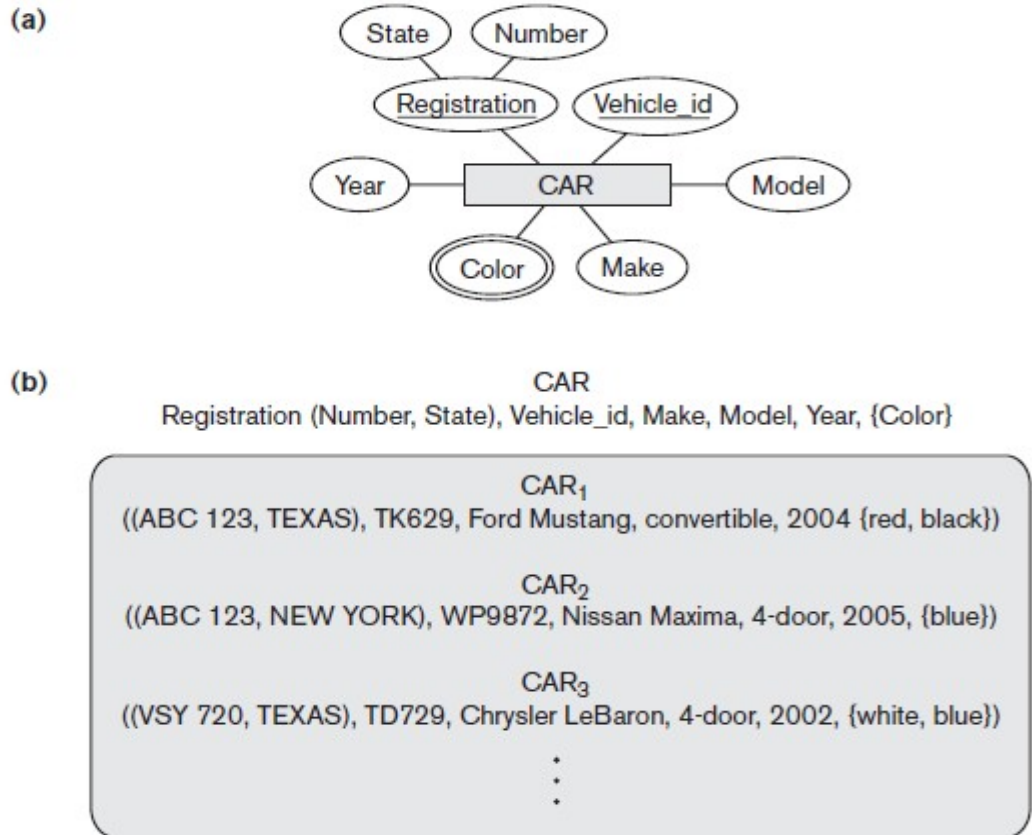 (a)
State
Number
Registration
Vehicle_id
Year
CAR
Model
Color
Make
(b)
CAR
Registration (Number, State), Vehicle_id, Make, Model, Year, {Color}
CAR₁
((ABC 123, TEXAS), TK629, Ford Mustang, convertible, 2004 {red, black})
CAR₂
((ABC 123, NEW YORK), WP9872, Nissan Maxima, 4-door, 2005, {blue})
CAR₃
((VSY 720, TEXAS), TD729, Chrysler LeBaron, 4-door, 2002, {white, blue})